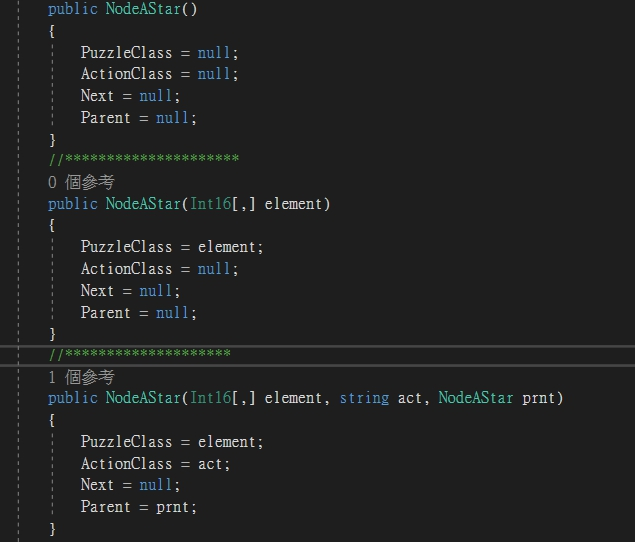 public NodeAStar()
{
PuzzleClass = null;
ActionClass = null;
Next = null;
Parent = null;
}
//*********************
0 個參考
public NodeAStar(Int16[,] element)
{
PuzzleClass = element;
ActionClass = null;
Next = null;
Parent = null;
}
//********************
1 個參考
public NodeAStar(Int16[,] element, string act, NodeAStar prnt)
{
PuzzleClass = element;
ActionClass = act;
Next = null;
Parent = prnt;
}